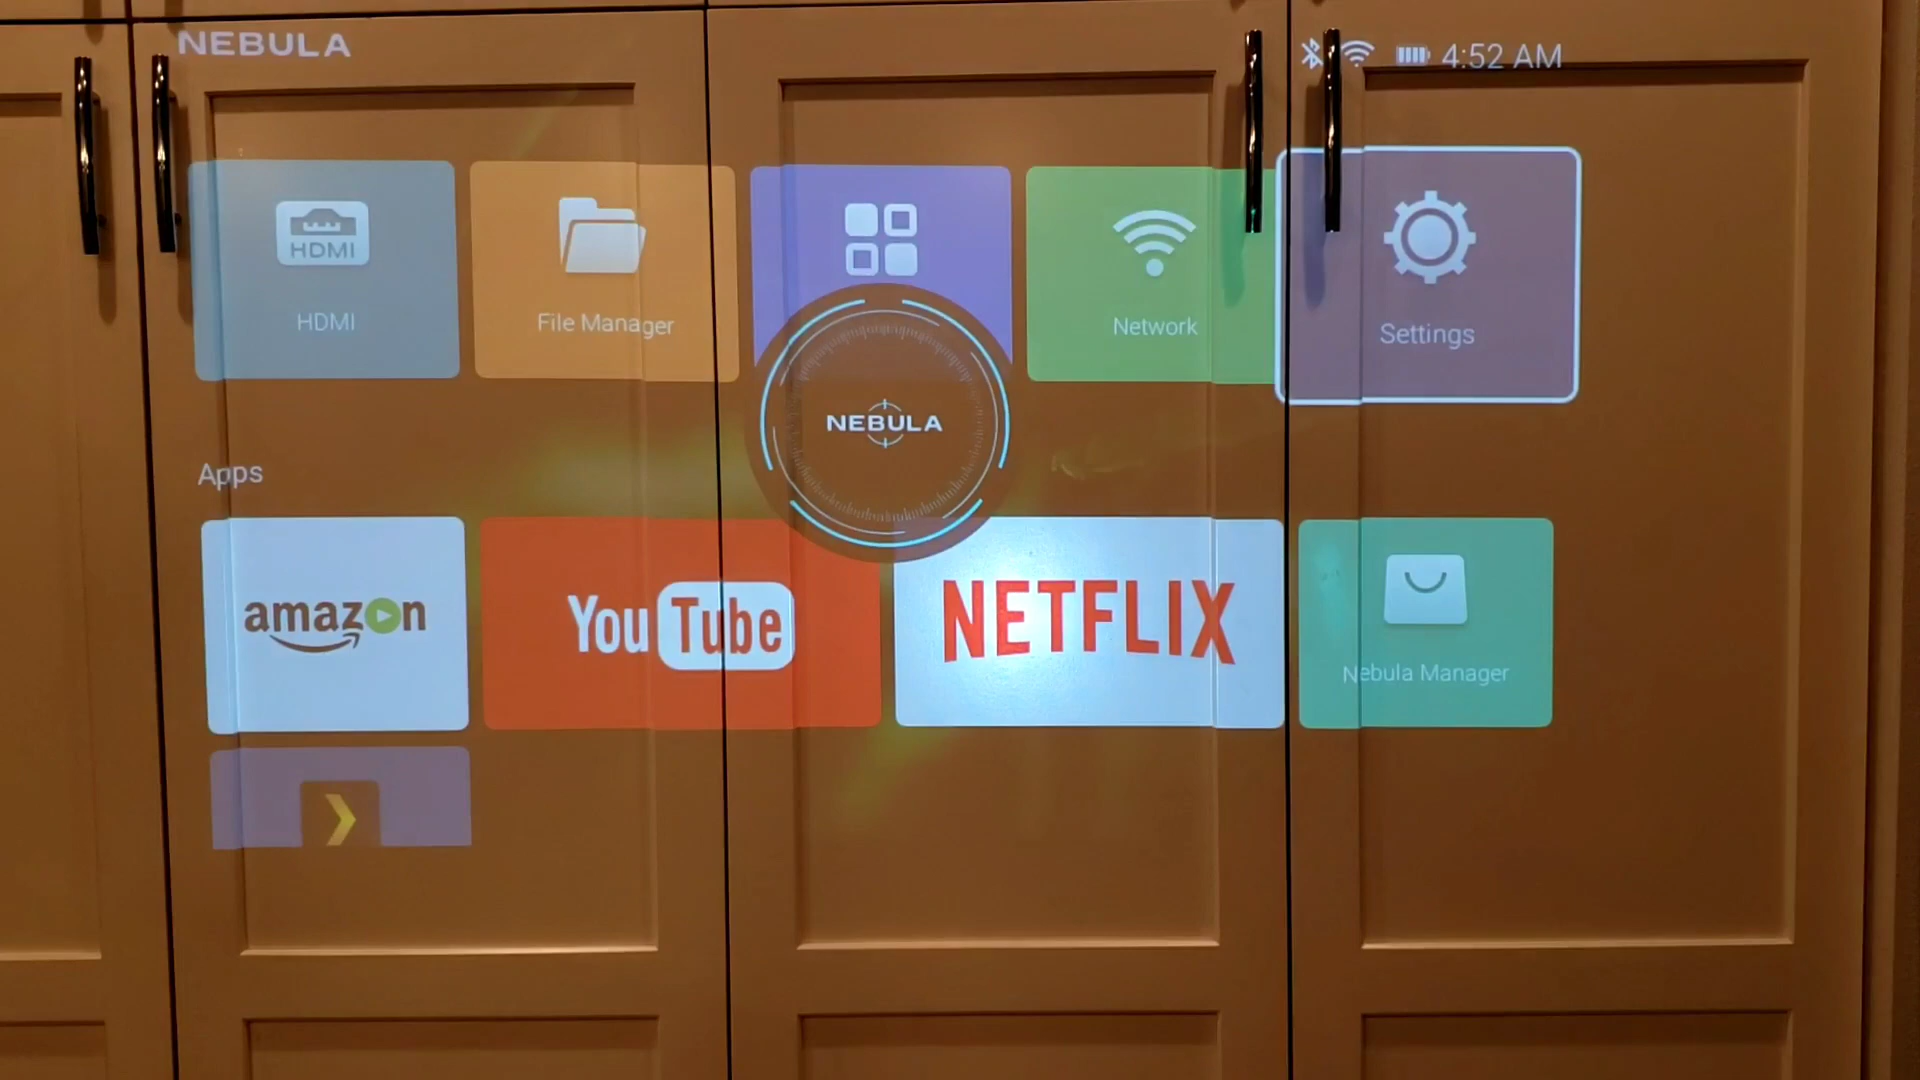 NEBULA
4:52 AM
HDMI
HDMI
File Manager
Network
Settings
NEBULA
Apps
amazon
YouTube
NETFLIX
Nebula Manager